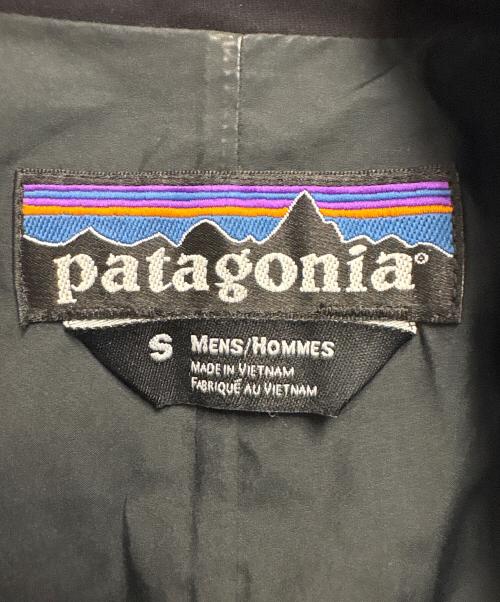 patagonia®
S MENS/HOMMES
MADE IN VIETNAM
FABRIQUÉ AU VIETNAM